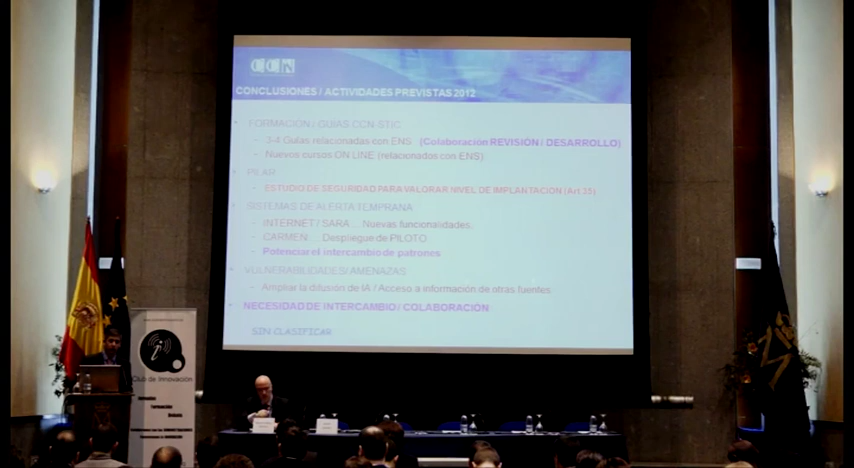 CCN
CONCLUSIONES / ACTIVIDADES PREVISTAS 2012
• FORMACIÓN / GUÍAS CCN-STIC
– 3-4 Guías relacionadas con ENS (Colaboración REVISIÓN / DESARROLLO)
– Nuevos cursos ON LINE (relacionados con ENS)
• PILAR
– ESTUDIO DE SEGURIDAD PARA VALORAR NIVEL DE IMPLANTACIÓN (Art 35)
• SISTEMAS DE ALERTA TEMPRANA
– INTERNET / SARA … Nuevas funcionalidades.
– CARMEN:… Despliegue de PILOTO
– Potenciar el intercambio de patrones
• VULNERABILIDADES / AMENAZAS
– Ampliar la difusión de IA / Acceso a información de otras fuentes
• NECESIDAD DE INTERCAMBIO / COLABORACIÓN
SIN CLASIFICAR
Club de Innovación